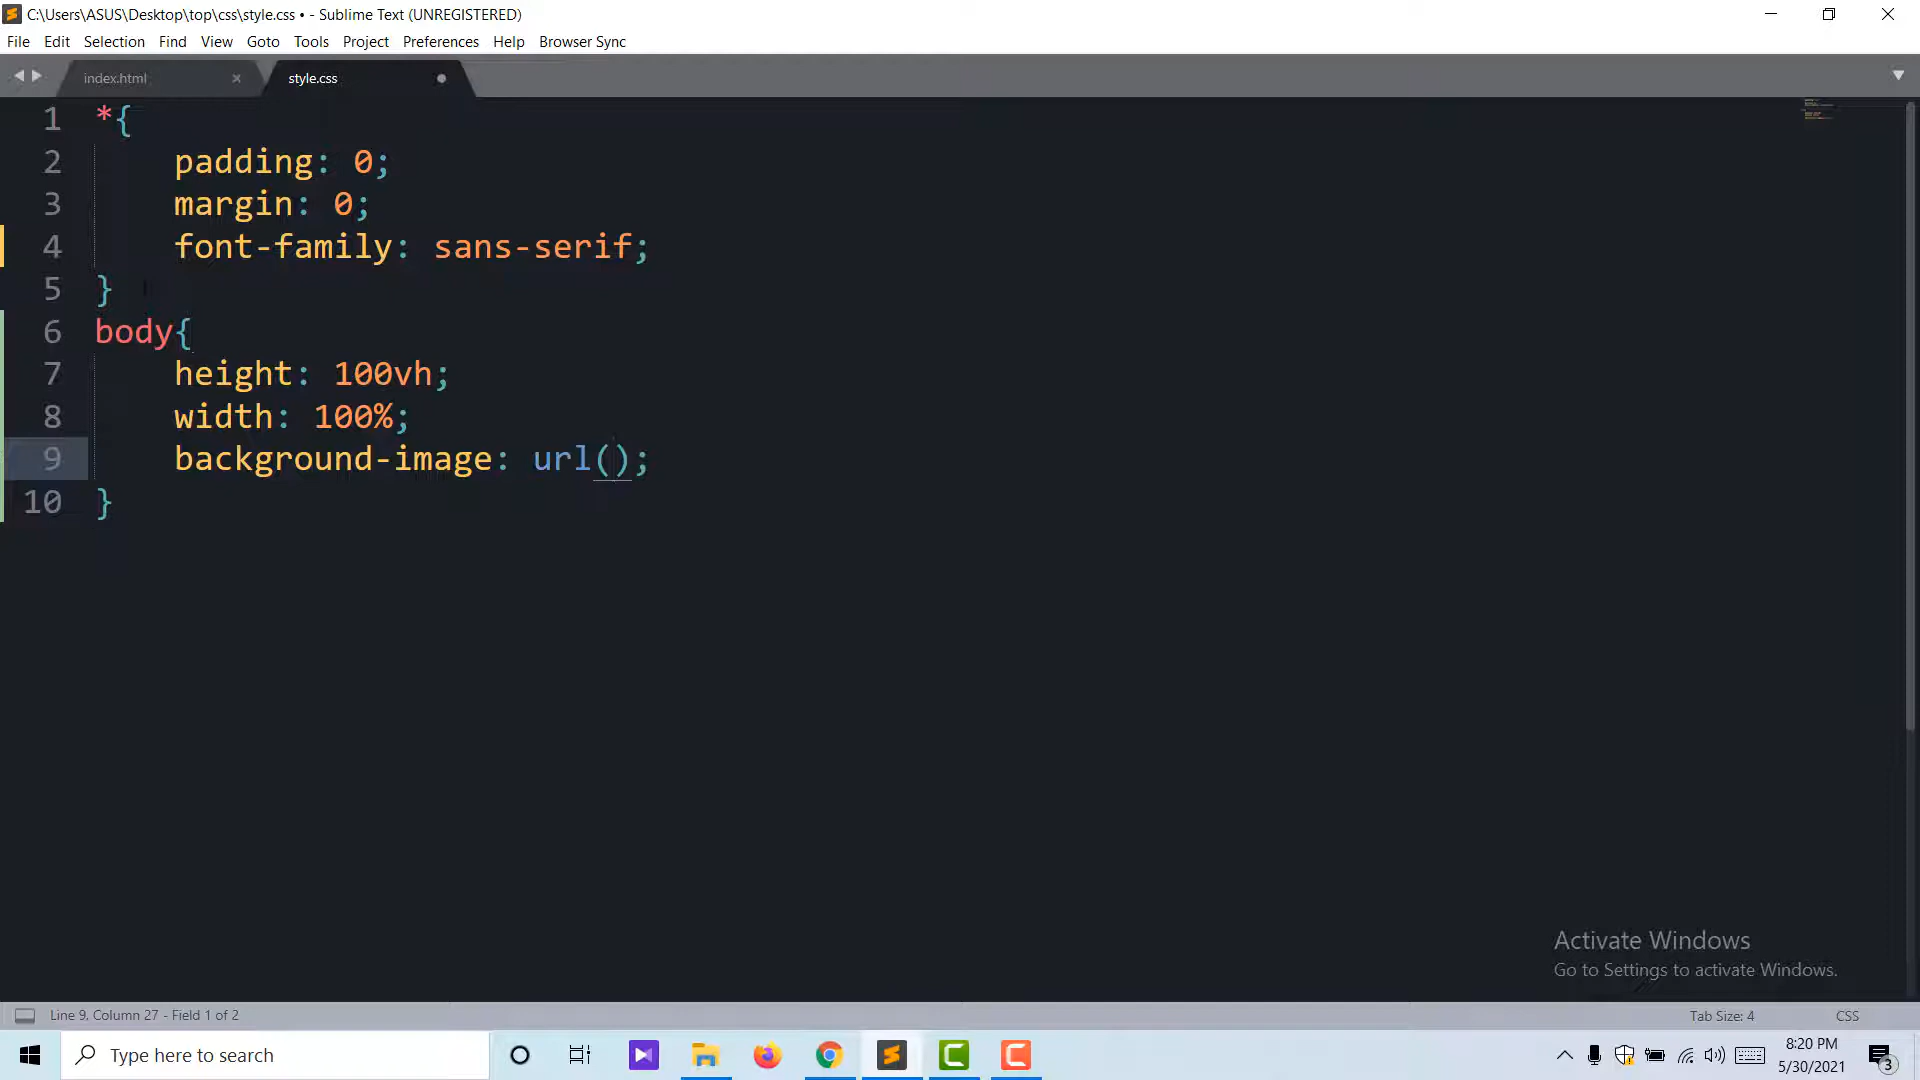 C:\Users\ASUS\Desktop\top\css\style.css • - Sublime Text (UNREGISTERED)
File Edit Selection Find View Goto Tools Project Preferences Help Browser Sync
index.html × style.css
1 *{
2 padding: 0;
3 margin: 0;
4 font-family: sans-serif;
5 }
6 body{
7 height: 100vh;
8 width: 100%;
9 background-image: url();
10 }
Activate Windows
Go to Settings to activate Windows.
Line 9, Column 27 - Field 1 of 2
Tab Size: 4
CSS
Type here to search
8:20 PM
5/30/2021
3